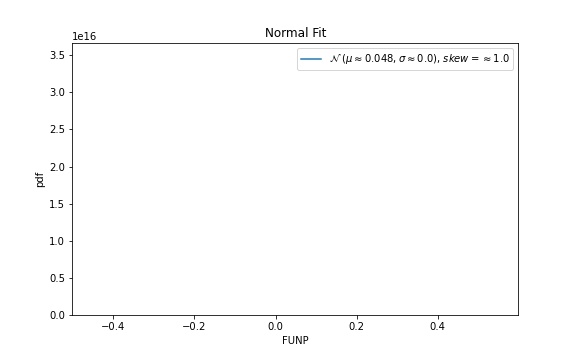 Normal Fit
1e16
3.5
3.0
2.5
2.0
1.5
1.0
0.5
0.0
pdf
𝒩 (μ ≈ 0.048, σ ≈ 0.0), skew = ≈ 1.0
−0.4 −0.2 0.0 0.2 0.4
FUNP